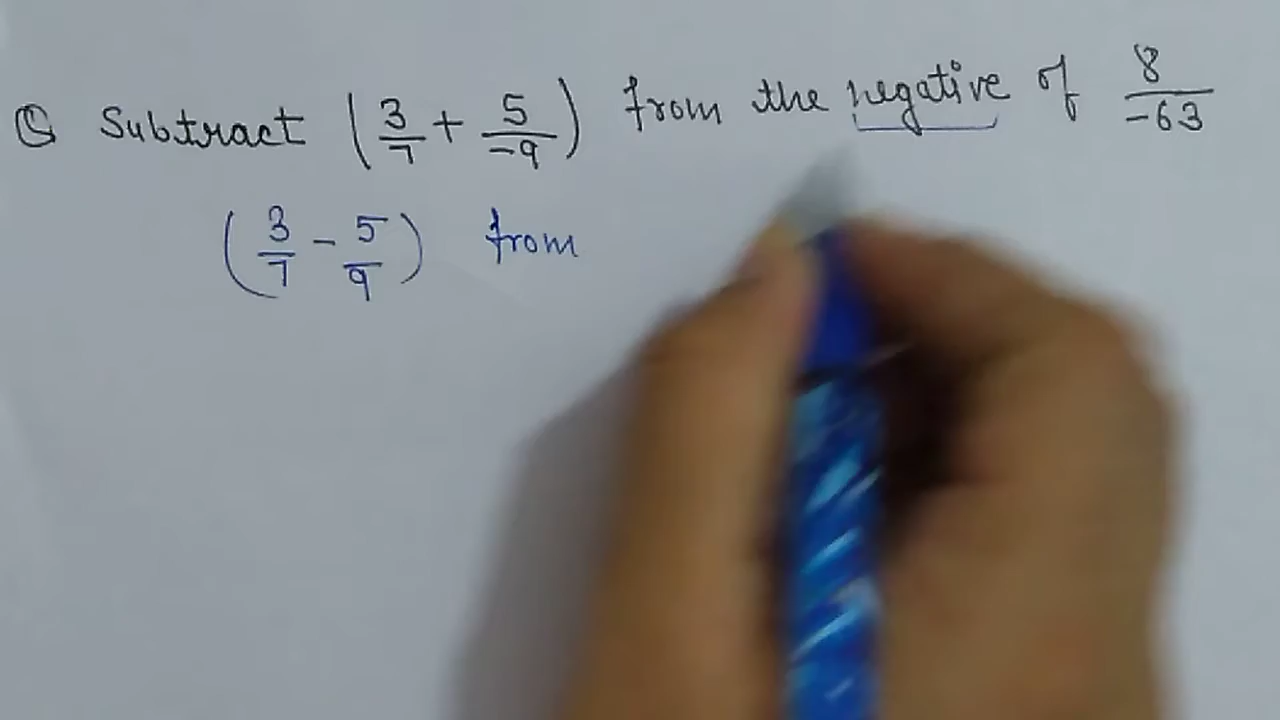 Q Subtract (3/7 + 5/-9) from the negative of 8/-63
(3/7 - 5/9) from